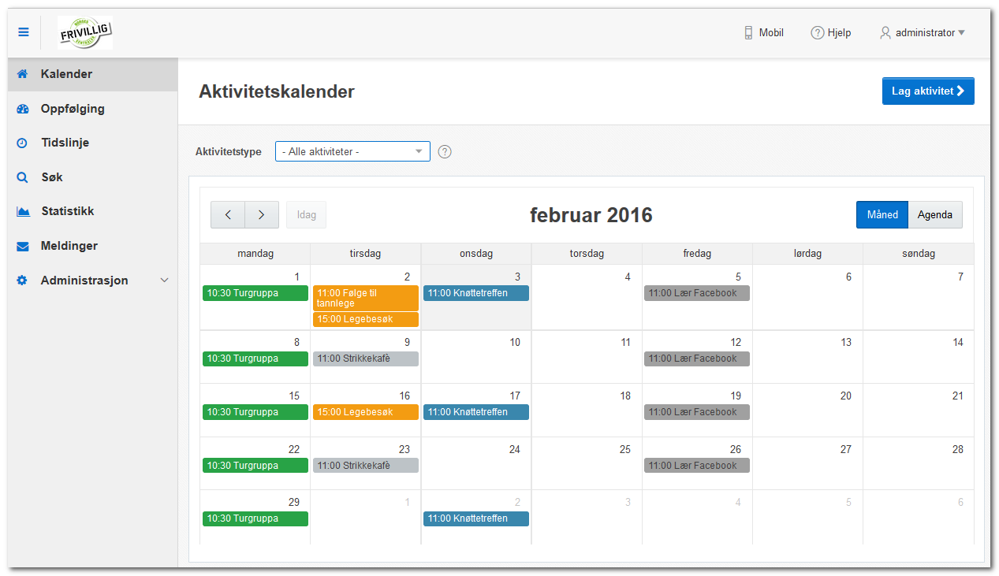 FRIVILLIG
Mobil
Hjelp
administrator
Kalender
Oppfølging
Tidslinje
Søk
Statistikk
Meldinger
Administrasjon
Aktivitetskalender
Lag aktivitet
Aktivitetstype
- Alle aktiviteter -
?
Idag
februar 2016
Måned
Agenda
mandag tirsdag onsdag torsdag fredag lørdag søndag
1 2 3 4 5 6 7
10:30 Turgruppa
11:00 Følge til
tannlege
15:00 Legebesøk
11:00 Knøttetreffen
11:00 Lær Facebook
8 9 10 11 12 13 14
10:30 Turgruppa
11:00 Strikkekafè
11:00 Lær Facebook
15 16 17 18 19 20 21
10:30 Turgruppa
15:00 Legebesøk
11:00 Knøttetreffen
11:00 Lær Facebook
22 23 24 25 26 27 28
10:30 Turgruppa
11:00 Strikkekafè
11:00 Lær Facebook
29 1 2 3 4 5 6
10:30 Turgruppa
11:00 Knøttetreffen